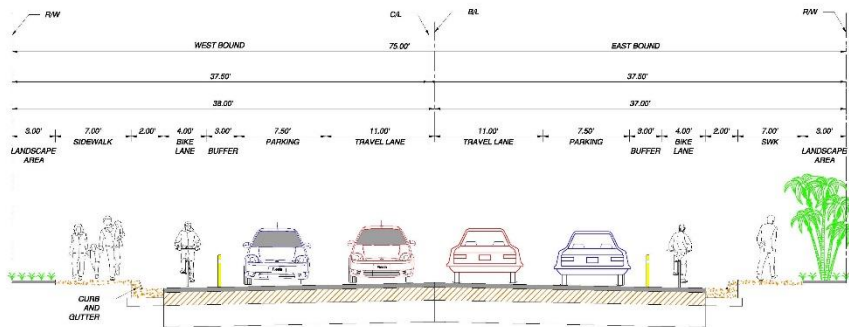 R/W
C/L
B/L
R/W
WEST BOUND
75.00'
EAST BOUND
37.50'
37.50'
38.00'
37.00'
3.00'
7.00'
2.00'
4.00'
3.00'
7.50'
11.00'
11.00'
7.50'
3.00'
4.00'
2.00'
7.00'
3.00'
LANDSCAPE
AREA
SIDEWALK
BIKE
LANE
BUFFER
PARKING
TRAVEL LANE
TRAVEL LANE
PARKING
BUFFER
BIKE
LANE
SWK
LANDSCAPE
AREA
CURB
AND
GUTTER